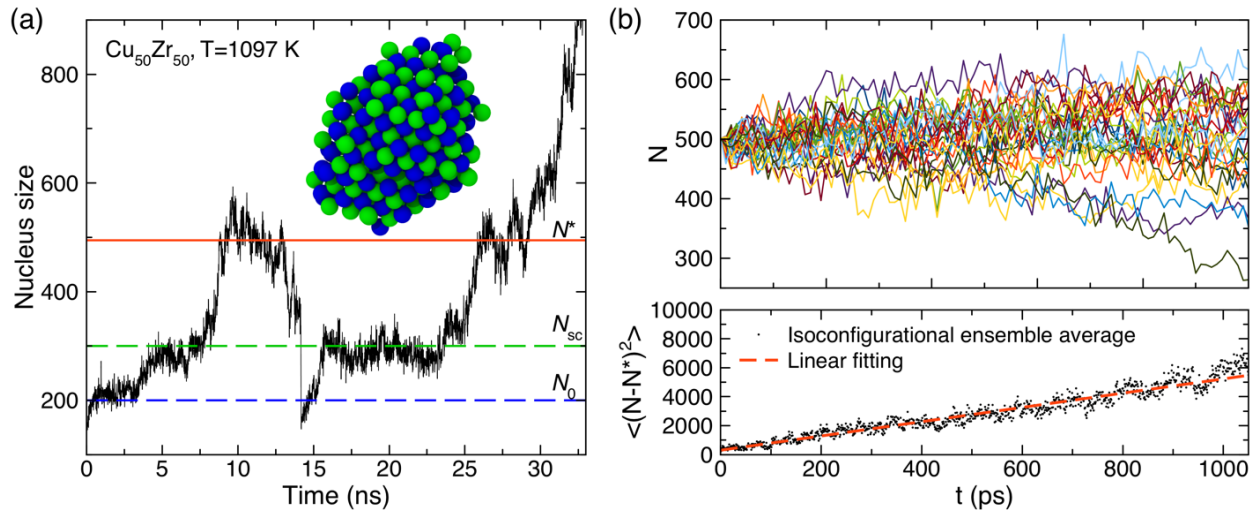 (a)
Cu50Zr50, T=1097 K
Nucleus size
800
600
400
200
N*
Nsc
N0
0 5 10 15 20 25 30
Time (ns)
(b)
N
700
600
500
400
300
<(N-N*)²>
10000
8000
6000
4000
2000
0
Isoconfigurational ensemble average
Linear fitting
0 200 400 600 800 1000
t (ps)